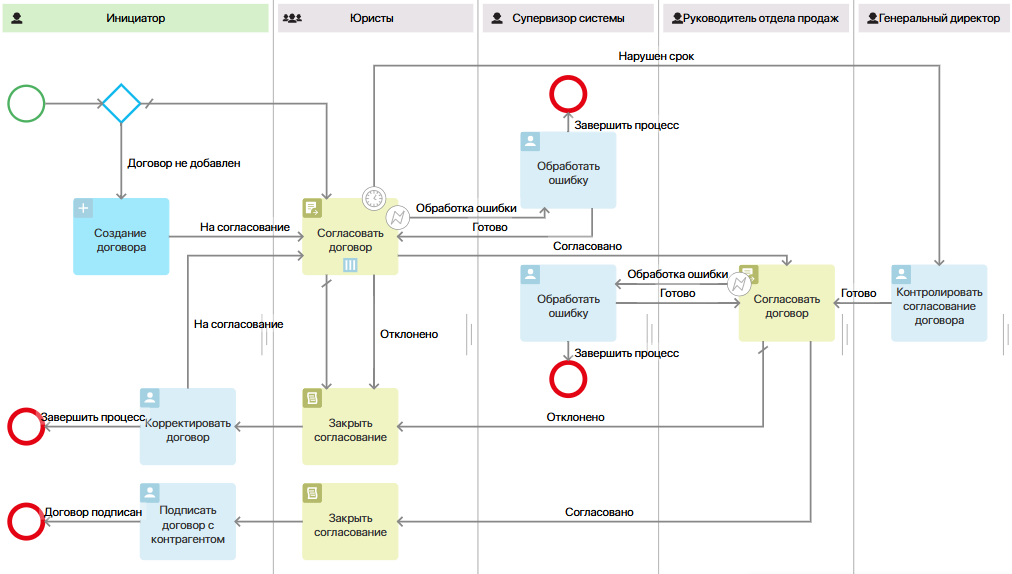 Инициатор
Юристы
Супервизор системы
Руководитель отдела продаж
Генеральный директор
Нарушен срок
Завершить процесс
Договор не добавлен
Обработать
ошибку
Создание
договора
На согласование
Согласовать
договор
Обработка ошибки
Готово
Согласовано
Обработать
ошибку
Обработка ошибки
Готово
Согласовать
договор
Готово
Контролировать
согласование
договора
На согласование
Отклонено
Завершить процесс
Завершить процесс
Корректировать
договор
Закрыть
согласование
Отклонено
Договор подписан
Подписать
договор с
контрагентом
Закрыть
согласование
Согласовано